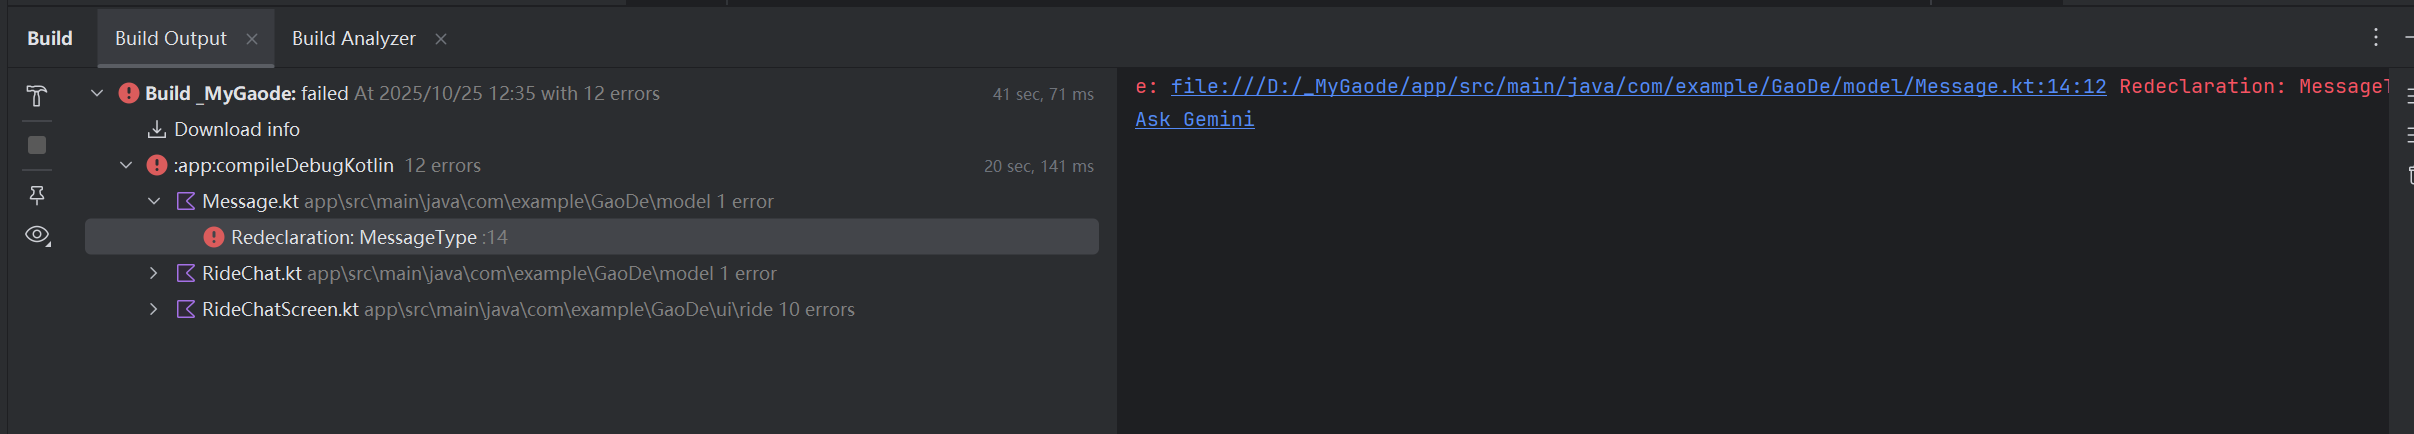 Build Build Output Build Analyzer
Build _MyGaode: failed At 2025/10/25 12:35 with 12 errors 41 sec, 71 ms
Download info
:app:compileDebugKotlin 12 errors 20 sec, 141 ms
Message.kt app\src\main\java\com\example\GaoDe\model 1 error
Redeclaration: MessageType :14
RideChat.kt app\src\main\java\com\example\GaoDe\model 1 error
RideChatScreen.kt app\src\main\java\com\example\GaoDe\ui\ride 10 errors
e: file:///D:/_MyGaode/app/src/main/java/com/example/GaoDe/model/Message.kt:14:12 Redeclaration: MessageT
Ask Gemini